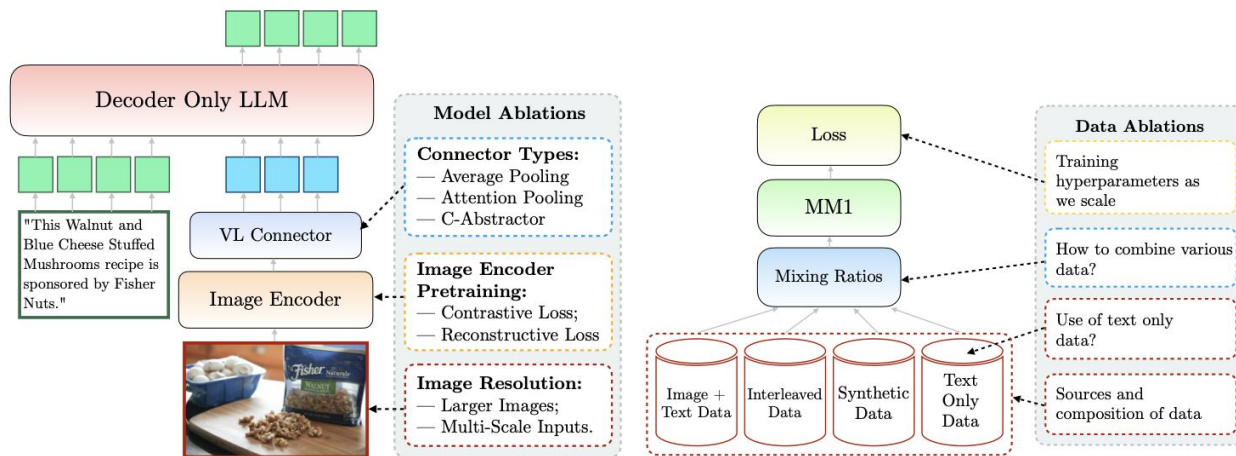 Decoder Only LLM
"This Walnut and
Blue Cheese Stuffed
Mushrooms recipe is
sponsored by Fisher
Nuts."
VL Connector
Image Encoder
Fisher
WALNUT
Model Ablations
Connector Types:
— Average Pooling
— Attention Pooling
— C-Abstractor
Image Encoder
Pretraining:
— Contrastive Loss;
— Reconstructive Loss
Image Resolution:
— Larger Images;
— Multi-Scale Inputs.
Loss
MM1
Mixing Ratios
Image +
Text Data
Interleaved
Data
Synthetic
Data
Text
Only
Data
Data Ablations
Training
hyperparameters as
we scale
How to combine various
data?
Use of text only
data?
Sources and
composition of data